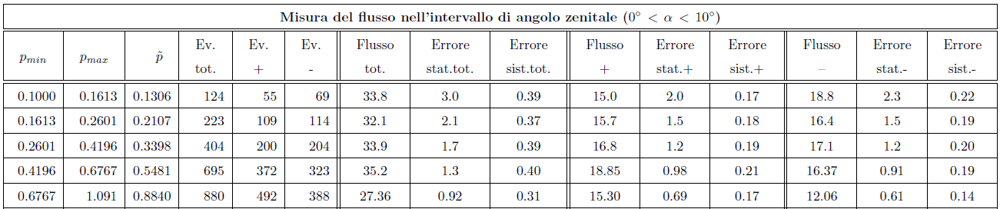 Misura del flusso nell'intervallo di angolo zenitale (0° < α < 10°)
p_min p_max p̃ Ev. tot. Ev. + Ev. - Flusso tot. Errore stat.tot. Errore sist.tot. Flusso + Errore stat.+ Errore sist.+ Flusso – Errore stat.- Errore sist.-
0.1000 0.1613 0.1306 124 55 69 33.8 3.0 0.39 15.0 2.0 0.17 18.8 2.3 0.22
0.1613 0.2601 0.2107 223 109 114 32.1 2.1 0.37 15.7 1.5 0.18 16.4 1.5 0.19
0.2601 0.4196 0.3398 404 200 204 33.9 1.7 0.39 16.8 1.2 0.19 17.1 1.2 0.20
0.4196 0.6767 0.5481 695 372 323 35.2 1.3 0.40 18.85 0.98 0.21 16.37 0.91 0.19
0.6767 1.091 0.8840 880 492 388 27.36 0.92 0.31 15.30 0.69 0.17 12.06 0.61 0.14